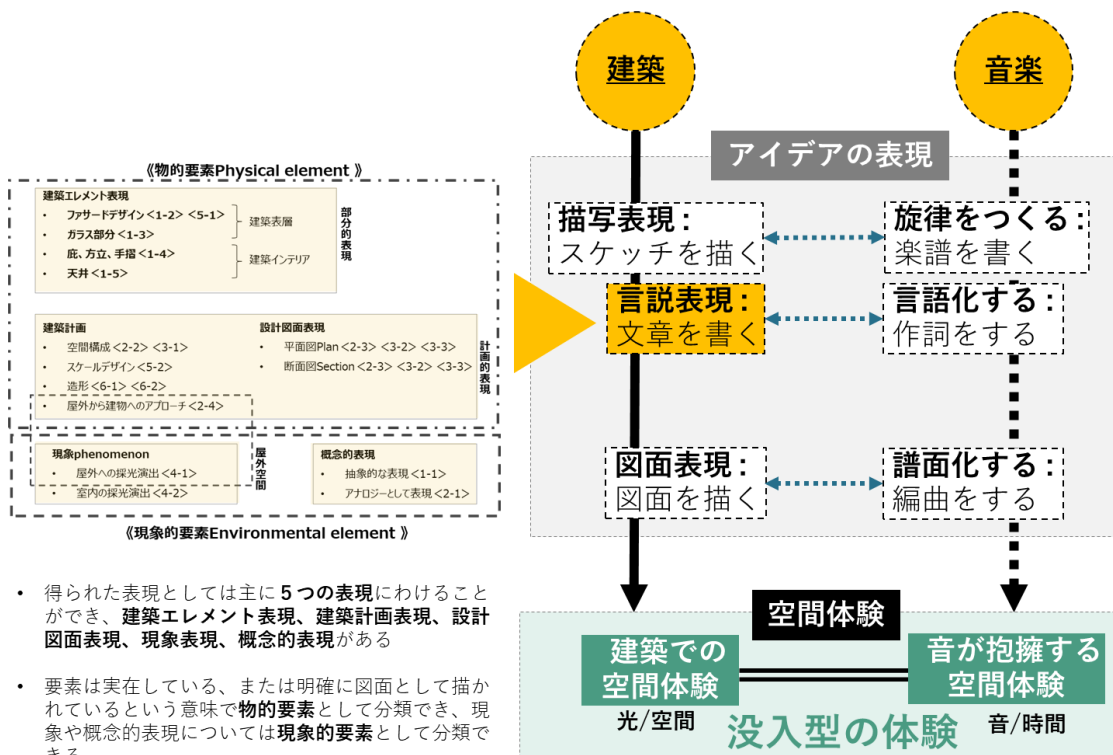 建築
音楽
アイデアの表現
《物的要素Physical element 》
建築エレメント表現
• ファサードデザイン<1-2> <5-1>
• ガラス部分<1-3>
建築表層
• 庇、方立、手摺<1-4>
• 天井<1-5>
建築インテリア
部分的表現
建築計画
• 空間構成<2-2> <3-1>
• スケールデザイン<5-2>
• 造形<6-1> <6-2>
• 屋外から建物へのアプローチ<2-4>
設計図面表現
• 平面図Plan <2-3> <3-2> <3-3>
• 断面図Section <2-3> <3-2> <3-3>
計画的表現
現象phenomenon
• 屋外への採光演出<4-1>
• 室内の採光演出<4-2>
屋外空間
概念的表現
• 抽象的な表現<1-1>
• アナロジーとして表現<2-1>
《現象的要素Environmental element 》
• 得られた表現としては主に５つの表現にわけること
ができ、建築エレメント表現、建築計画表現、設計
図面表現、現象表現、概念的表現がある
• 要素は実在している、または明確に図面として描か
れているという意味で物的要素として分類でき、現
象や概念的表現については現象的要素として分類で
きる
描写表現：
スケッチを描く
旋律をつくる：
楽譜を書く
言説表現：
文章を書く
言語化する：
作詞をする
図面表現：
図面を描く
譜面化する：
編曲をする
空間体験
建築での
空間体験
音が抱擁する
空間体験
光/空間
没入型の体験
音/時間